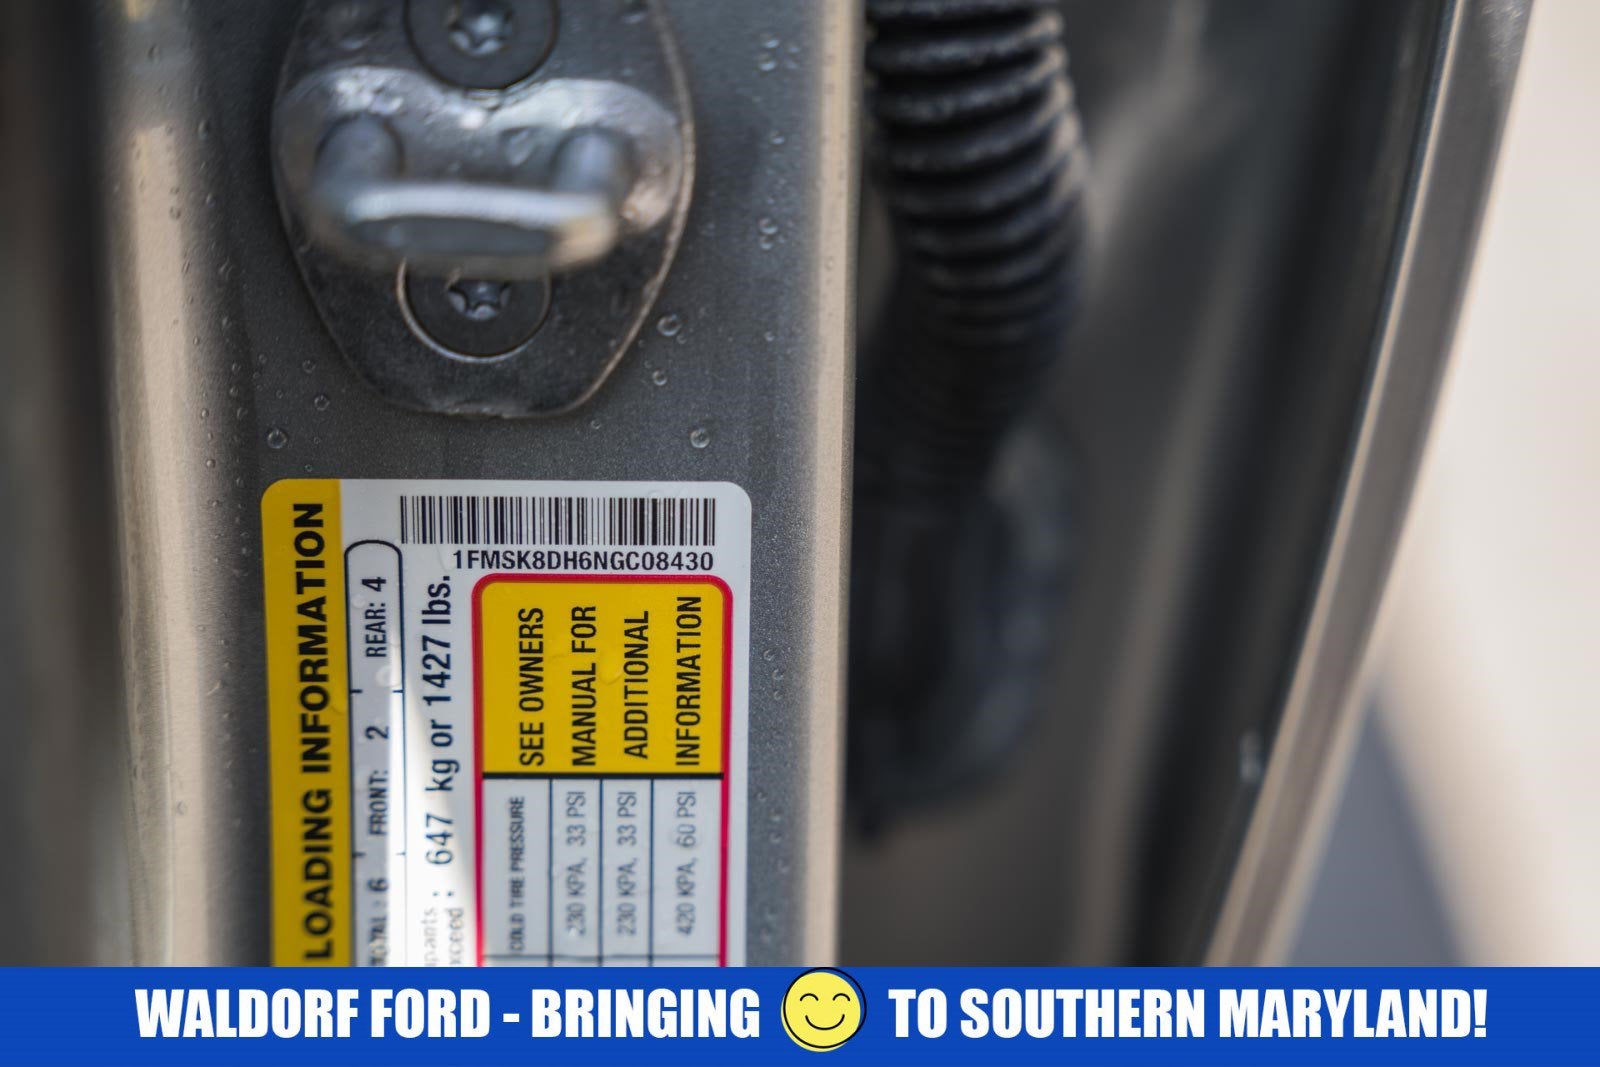 1FMSK8DH6NGC08430
LOADING INFORMATION
REAR: 4
FRONT: 2
6
647 kg or 1427 lbs.
SEE OWNERS
MANUAL FOR
ADDITIONAL
INFORMATION
COLD TIRE PRESSURE
230 KPA, 33 PSI
230 KPA, 33 PSI
420 KPA, 60 PSI
WALDORF FORD - BRINGING TO SOUTHERN MARYLAND!